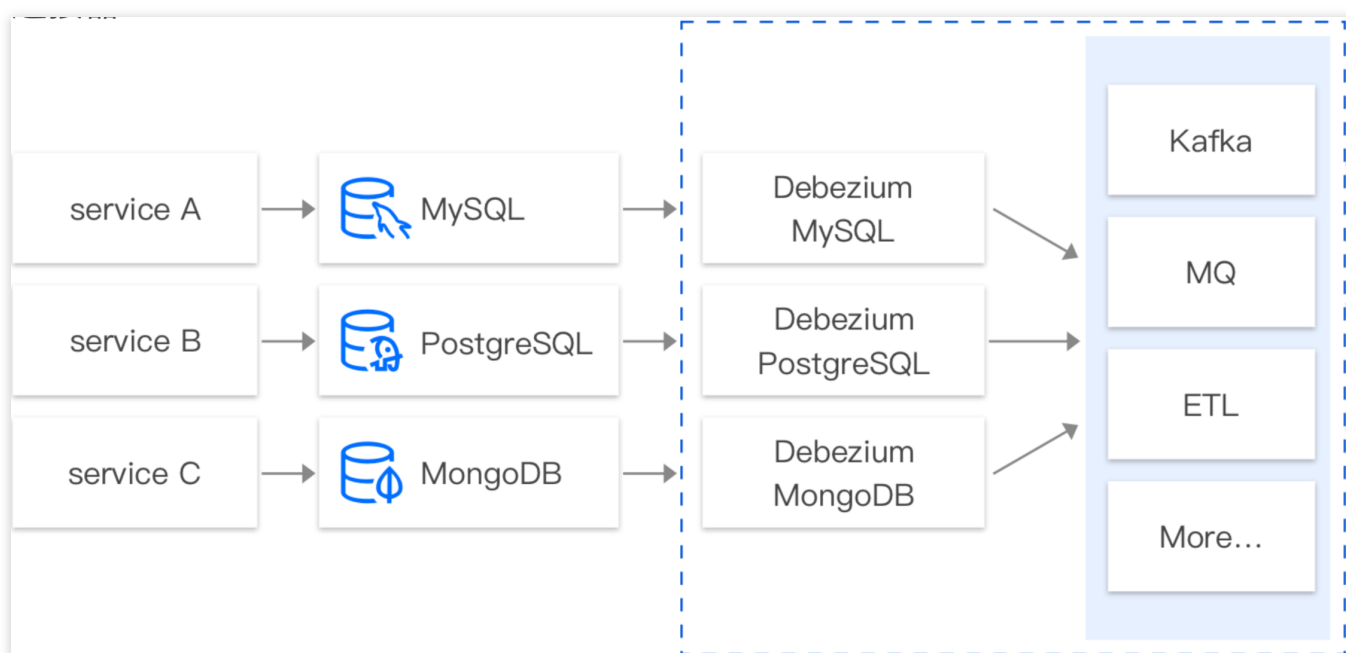 service A
MySQL
Debezium
MySQL
Kafka
service B
PostgreSQL
Debezium
PostgreSQL
MQ
service C
MongoDB
Debezium
MongoDB
ETL
More...